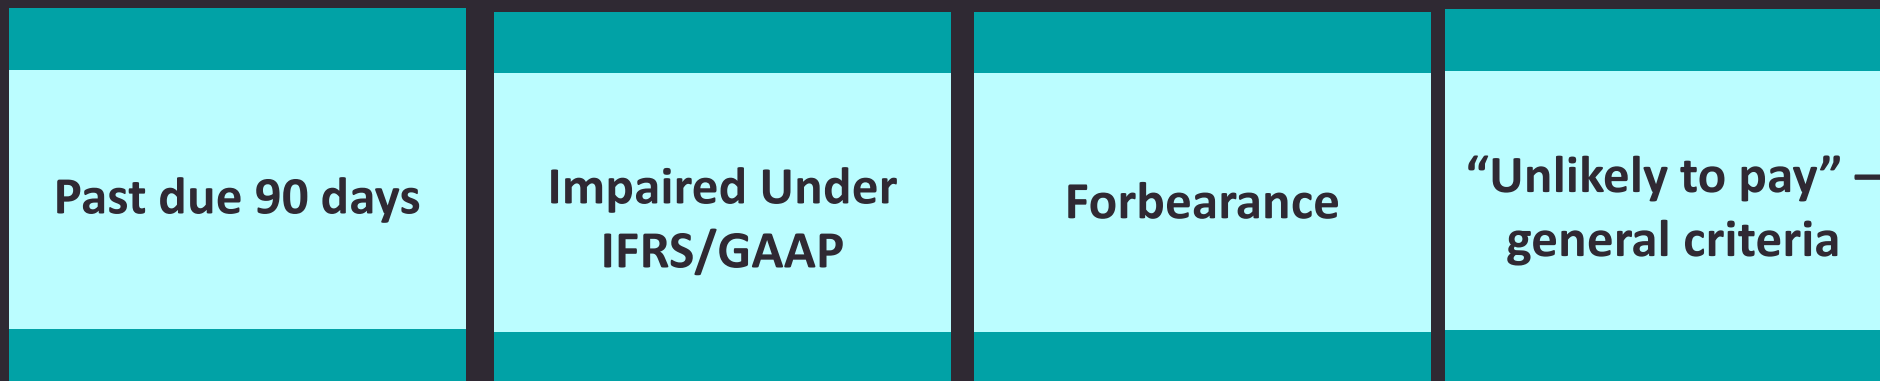 Past due 90 days
Impaired Under
IFRS/GAAP
Forbearance
“Unlikely to pay” –
general criteria